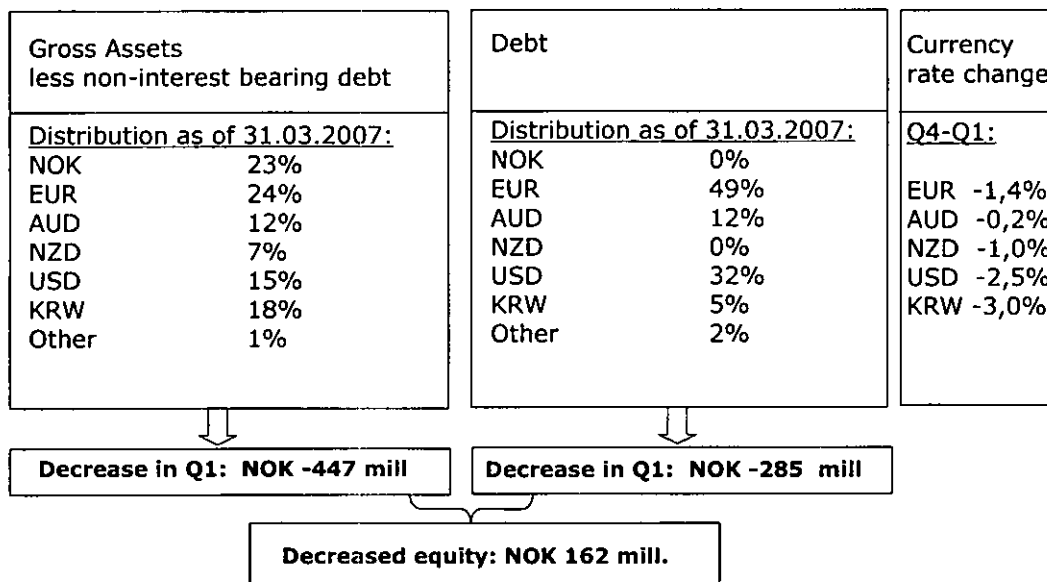 Gross Assets
less non-interest bearing debt
Distribution as of 31.03.2007:
NOK 23%
EUR 24%
AUD 12%
NZD 7%
USD 15%
KRW 18%
Other 1%
Debt
Distribution as of 31.03.2007:
NOK 0%
EUR 49%
AUD 12%
NZD 0%
USD 32%
KRW 5%
Other 2%
Currency
rate change
Q4-Q1:
EUR -1,4%
AUD -0,2%
NZD -1,0%
USD -2,5%
KRW -3,0%
Decrease in Q1: NOK -447 mill
Decrease in Q1: NOK -285 mill
Decreased equity: NOK 162 mill.